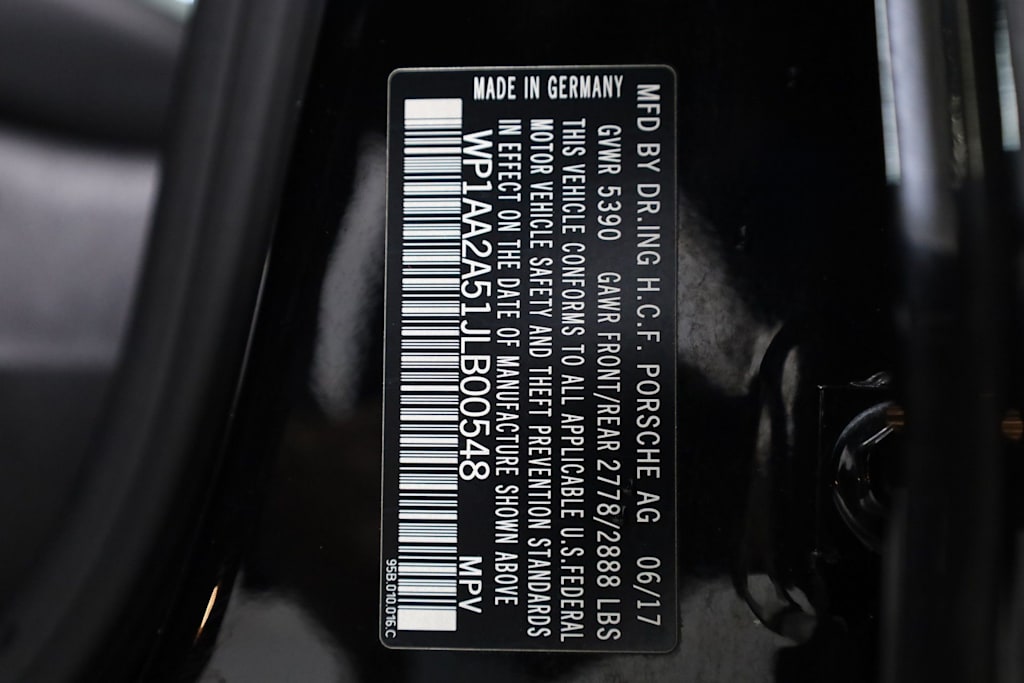 MFD BY DR.ING H.C.F. PORSCHE AG 06/17
GVWR 5390 GAWR FRONT/REAR 2778/2888 LBS
THIS VEHICLE CONFORMS TO ALL APPLICABLE U.S.FEDERAL
MOTOR VEHICLE SAFETY AND THEFT PREVENTION STANDARDS
IN EFFECT ON THE DATE OF MANUFACTURE SHOWN ABOVE
WP1AA2A51JLB00548 MPV
MADE IN GERMANY
95B.010.016.C